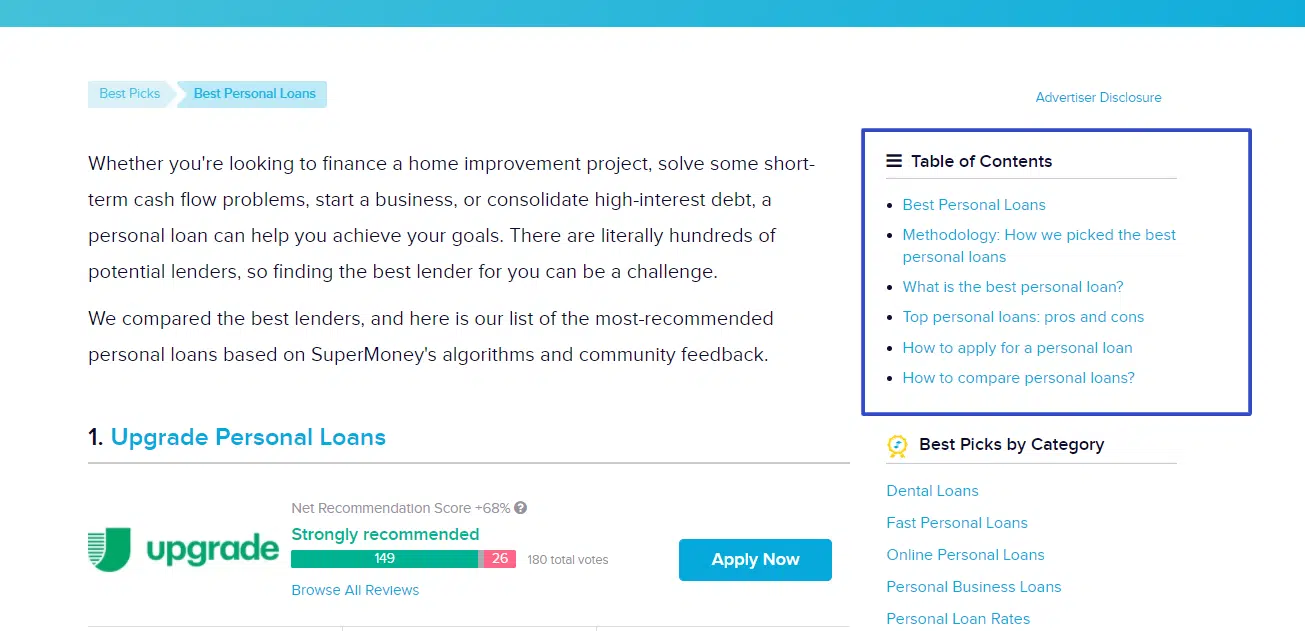 Best Picks
Best Personal Loans
Advertiser Disclosure
Whether you're looking to finance a home improvement project, solve some short-
term cash flow problems, start a business, or consolidate high-interest debt, a
personal loan can help you achieve your goals. There are literally hundreds of
potential lenders, so finding the best lender for you can be a challenge.
We compared the best lenders, and here is our list of the most-recommended
personal loans based on SuperMoney's algorithms and community feedback.
1. Upgrade Personal Loans
upgrade
Net Recommendation Score +68% ?
Strongly recommended
149 26 180 total votes
Browse All Reviews
Apply Now
Table of Contents
• Best Personal Loans
• Methodology: How we picked the best
personal loans
• What is the best personal loan?
• Top personal loans: pros and cons
• How to apply for a personal loan
• How to compare personal loans?
Best Picks by Category
Dental Loans
Fast Personal Loans
Online Personal Loans
Personal Business Loans
Personal Loan Rates